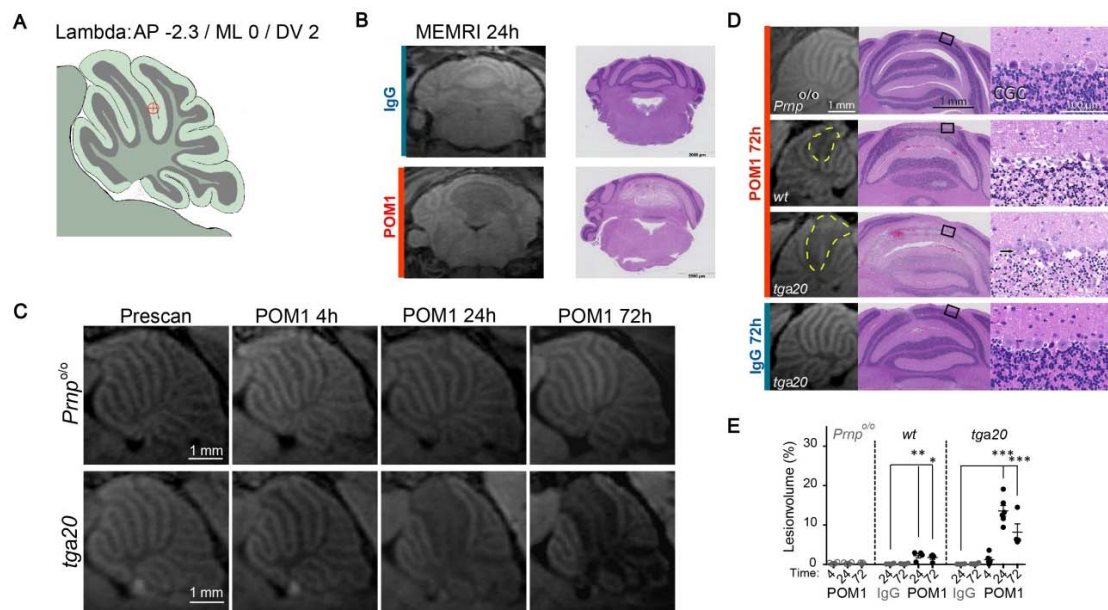 A
Lambda: AP -2.3 / ML 0 / DV 2
B
MEMRI 24h
IgG
POM1
C
Prescan
POM1 4h
POM1 24h
POM1 72h
Prnp o/o
1 mm
tga20
1 mm
D
POM1 72h
Prnp o/o
1 mm
1 mm
CGC
100 µm
wt
tga20
IgG 72h
tga20
E
Prnp o/o
wt
tga20
Lesionvolume (%)
30
20
10
0
** *
*** ***
Time: 4 24 72 24 72 24 72 24 72 4 24 72
POM1 IgG POM1 IgG POM1